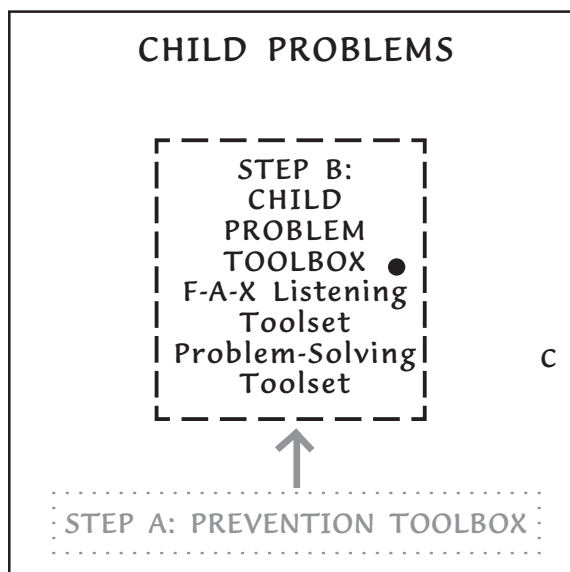 CHILD PROBLEMS
STEP B:
CHILD
PROBLEM
TOOLBOX
F-A-X Listening
Toolset
Problem-Solving
Toolset
C
STEP A: PREVENTION TOOLBOX